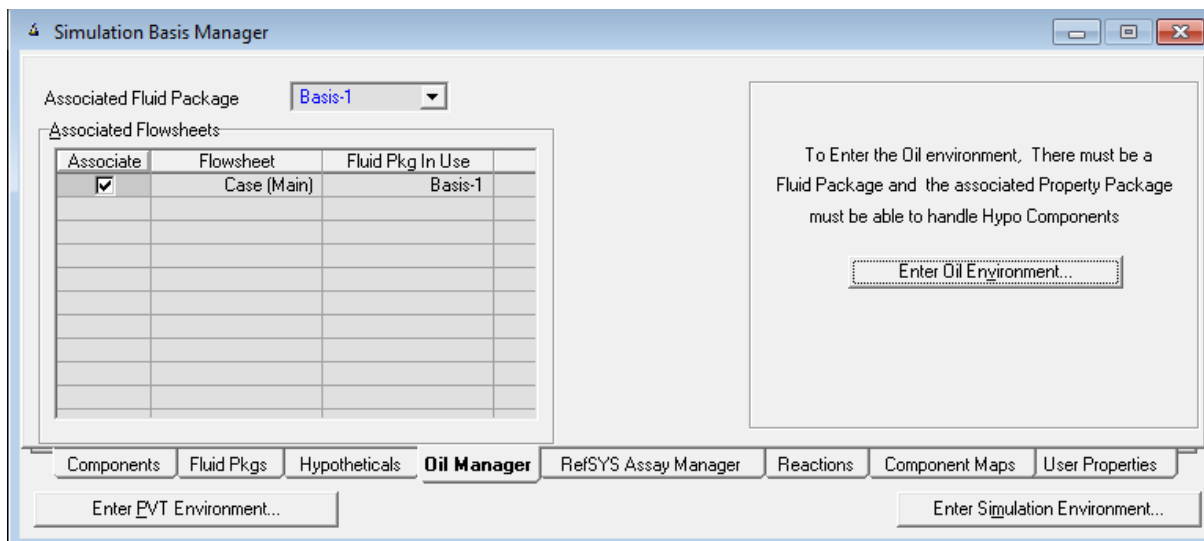 Simulation Basis Manager
Associated Fluid Package Basis-1
Associated Flowsheets
Associate Flowsheet Fluid Pkg In Use
Case (Main) Basis-1
To Enter the Oil environment, There must be a
Fluid Package and the associated Property Package
must be able to handle Hypo Components
Enter Oil Environment...
Components Fluid Pkgs Hypotheticals Oil Manager RefSYS Assay Manager Reactions Component Maps User Properties
Enter PVT Environment... Enter Simulation Environment...